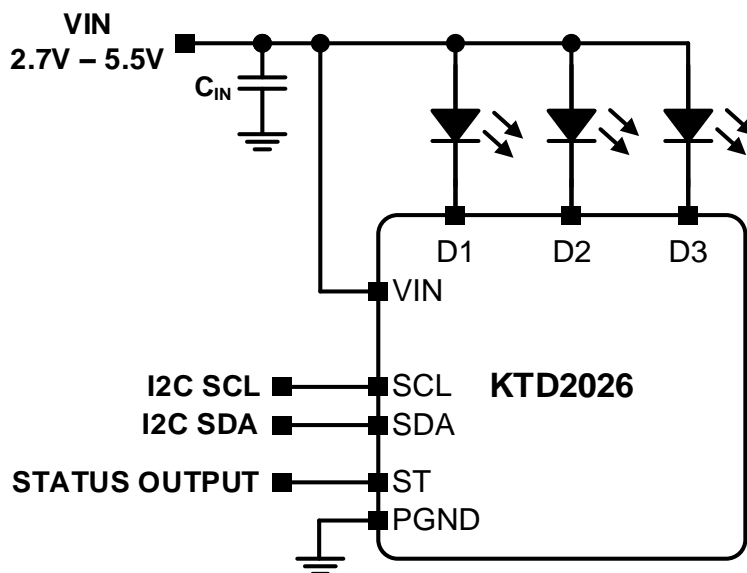 VIN
2.7V – 5.5V
CIN
D1 D2 D3
VIN
I2C SCL SCL KTD2026
I2C SDA SDA
STATUS OUTPUT ST
PGND